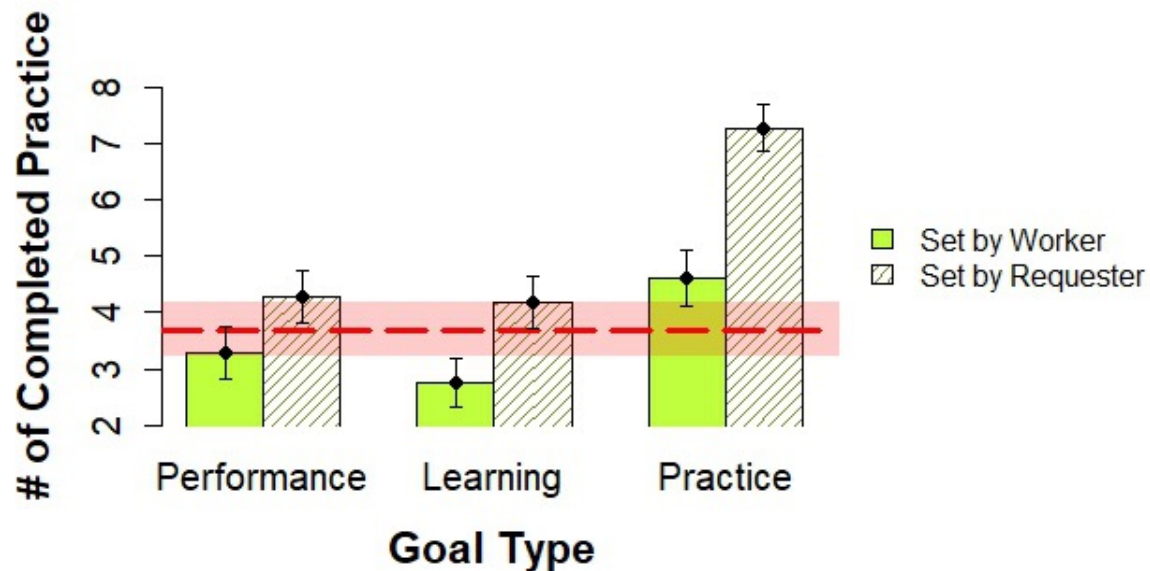 # of Completed Practice
8
7
6
5
4
3
2
Performance
Learning
Practice
Goal Type
Set by Worker
Set by Requester